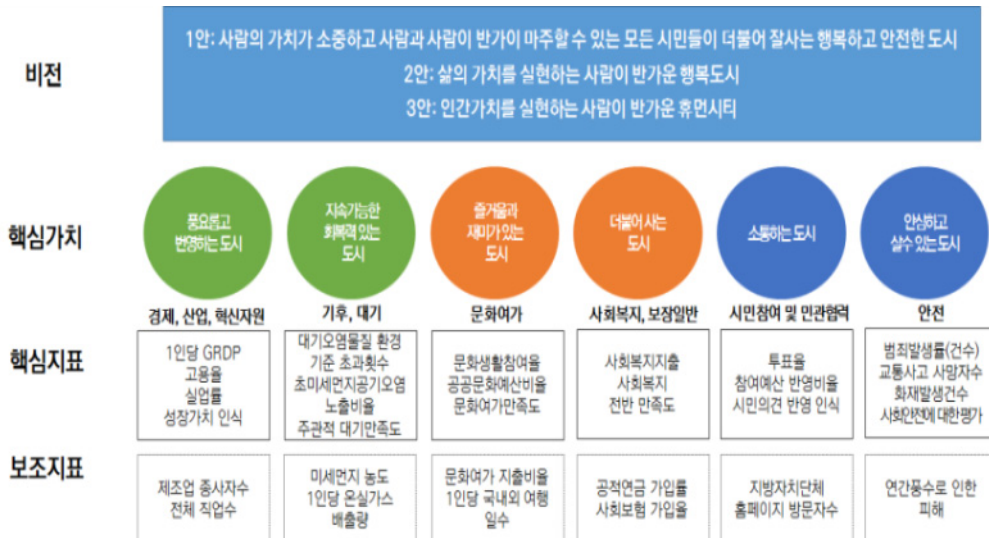 비전
1안: 사람의 가치가 소중하고 사람과 사람이 반가이 마주할 수 있는 모든 시민들이 더불어 잘사는 행복하고 안전한 도시
2안: 삶의 가치를 실현하는 사람이 반가운 행복도시
3안: 인간가치를 실현하는 사람이 반가운 휴먼시티
핵심가치
풍요롭고
번영하는 도시
지속가능한
회복력 있는
도시
즐거움과
재미가 있는
도시
더불어 사는
도시
소통하는 도시
안심하고
살수 있는 도시
경제, 산업, 혁신자원
기후, 대기
문화여가
사회복지, 보장일반
시민참여 및 민관협력
안전
핵심지표
1인당 GRDP
고용율
실업률
성장가치 인식
대기오염물질 환경
기준 초과횟수
초미세먼지공기오염
노출비율
주관적 대기만족도
문화생활참여율
공공문화예산비율
문화여가만족도
사회복지지출
사회복지
전반 만족도
투표율
참여예산 반영비율
시민의견 반영 인식
범죄발생률(건수)
교통사고 사망자수
화재발생건수
사회안전에 대한평가
보조지표
제조업 종사자수
전체 직업수
미세먼지 농도
1인당 온실가스
배출량
문화여가 지출비율
1인당 국내외 여행
일수
공적연금 가입률
사회보험 가입율
지방자치단체
홈페이지 방문자수
연간풍수로 인한
피해